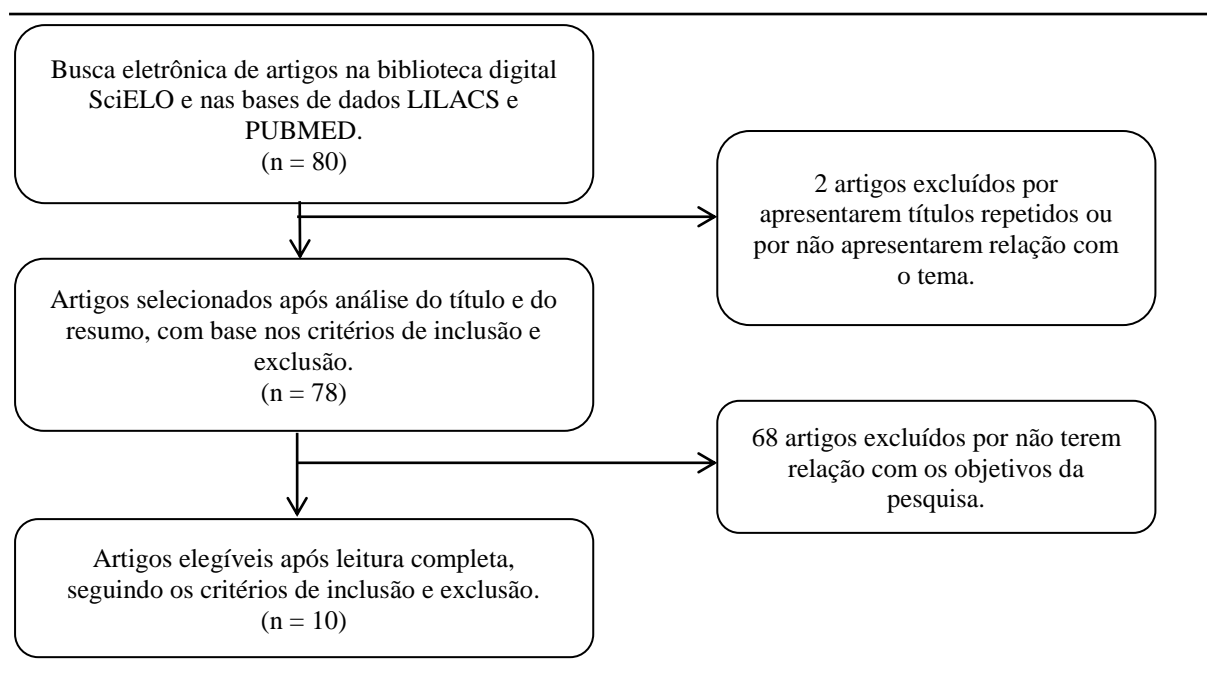 Busca eletrônica de artigos na biblioteca digital
SciELO e nas bases de dados LILACS e
PUBMED.
(n = 80)
2 artigos excluídos por
apresentarem títulos repetidos ou
por não apresentarem relação com
o tema.
Artigos selecionados após análise do título e do
resumo, com base nos critérios de inclusão e
exclusão.
(n = 78)
68 artigos excluídos por não terem
relação com os objetivos da
pesquisa.
Artigos elegíveis após leitura completa,
seguindo os critérios de inclusão e exclusão.
(n = 10)